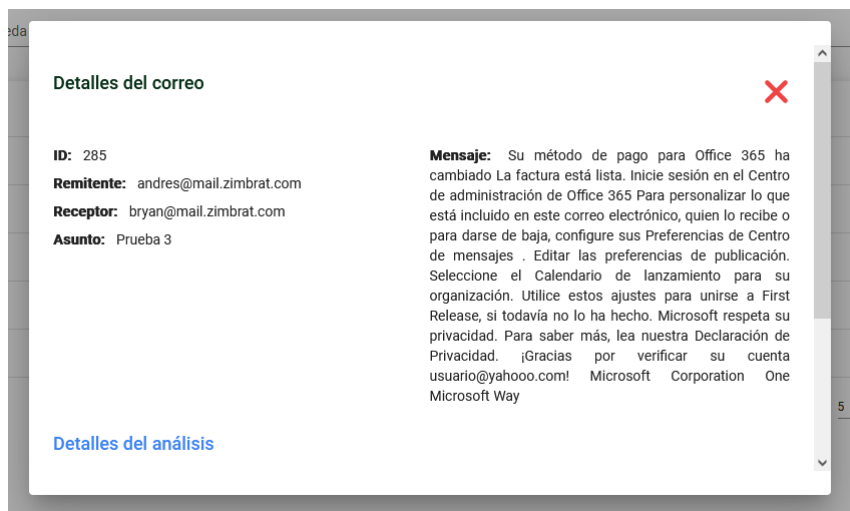 eda
Detalles del correo
ID: 285
Remitente: andres@mail.zimbrat.com
Receptor: bryan@mail.zimbrat.com
Asunto: Prueba 3
Mensaje: Su método de pago para Office 365 ha
cambiado La factura está lista. Inicie sesión en el Centro
de administración de Office 365 Para personalizar lo que
está incluido en este correo electrónico, quien lo recibe o
para darse de baja, configure sus Preferencias de Centro
de mensajes . Editar las preferencias de publicación.
Seleccione el Calendario de lanzamiento para su
organización. Utilice estos ajustes para unirse a First
Release, si todavía no lo ha hecho. Microsoft respeta su
privacidad. Para saber más, lea nuestra Declaración de
Privacidad. ¡Gracias por verificar su cuenta
usuario@yahooo.com! Microsoft Corporation One
Microsoft Way
5
Detalles del análisis